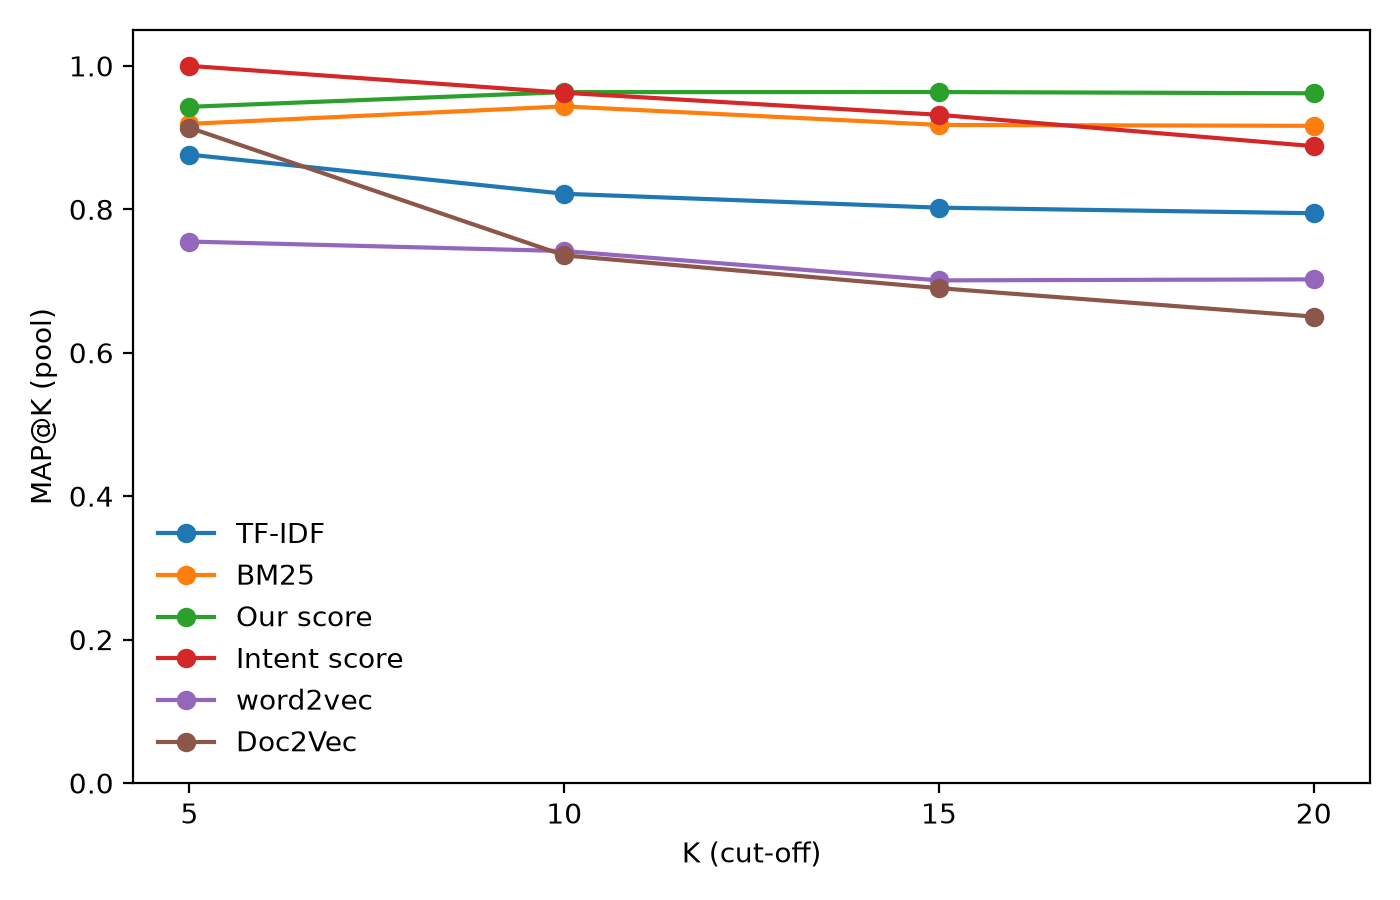 1.0
0.8
0.6
0.4
0.2
0.0
MAP@K (pool)
TF-IDF
BM25
Our score
Intent score
word2vec
Doc2Vec
5 10 15 20
K (cut-off)